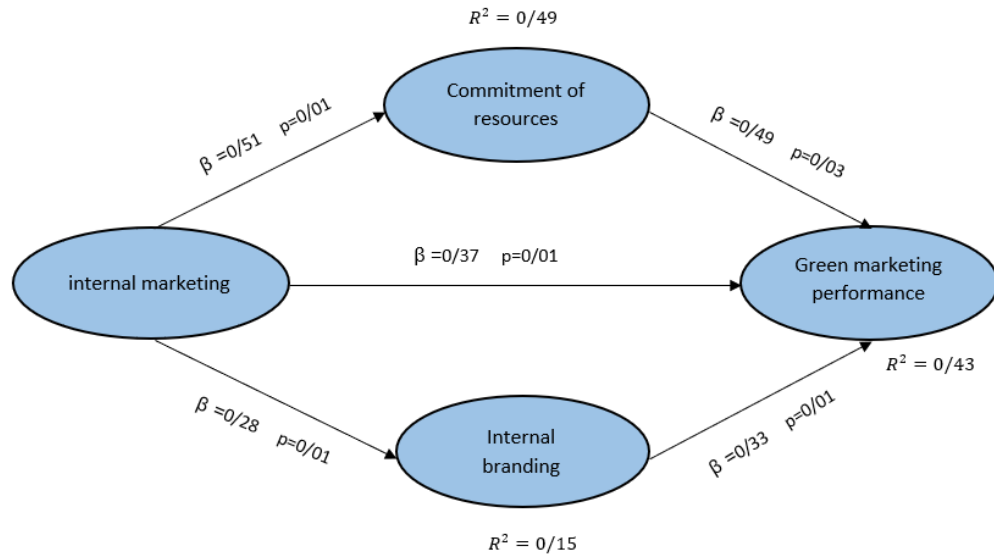 R² = 0/49
Commitment of
resources
β =0/51 p=0/01
β =0/49 p=0/03
internal marketing
β =0/37 p=0/01
Green marketing
performance
R² = 0/43
β =0/28 p=0/01
Internal
branding
β =0/33 p=0/01
R² = 0/15